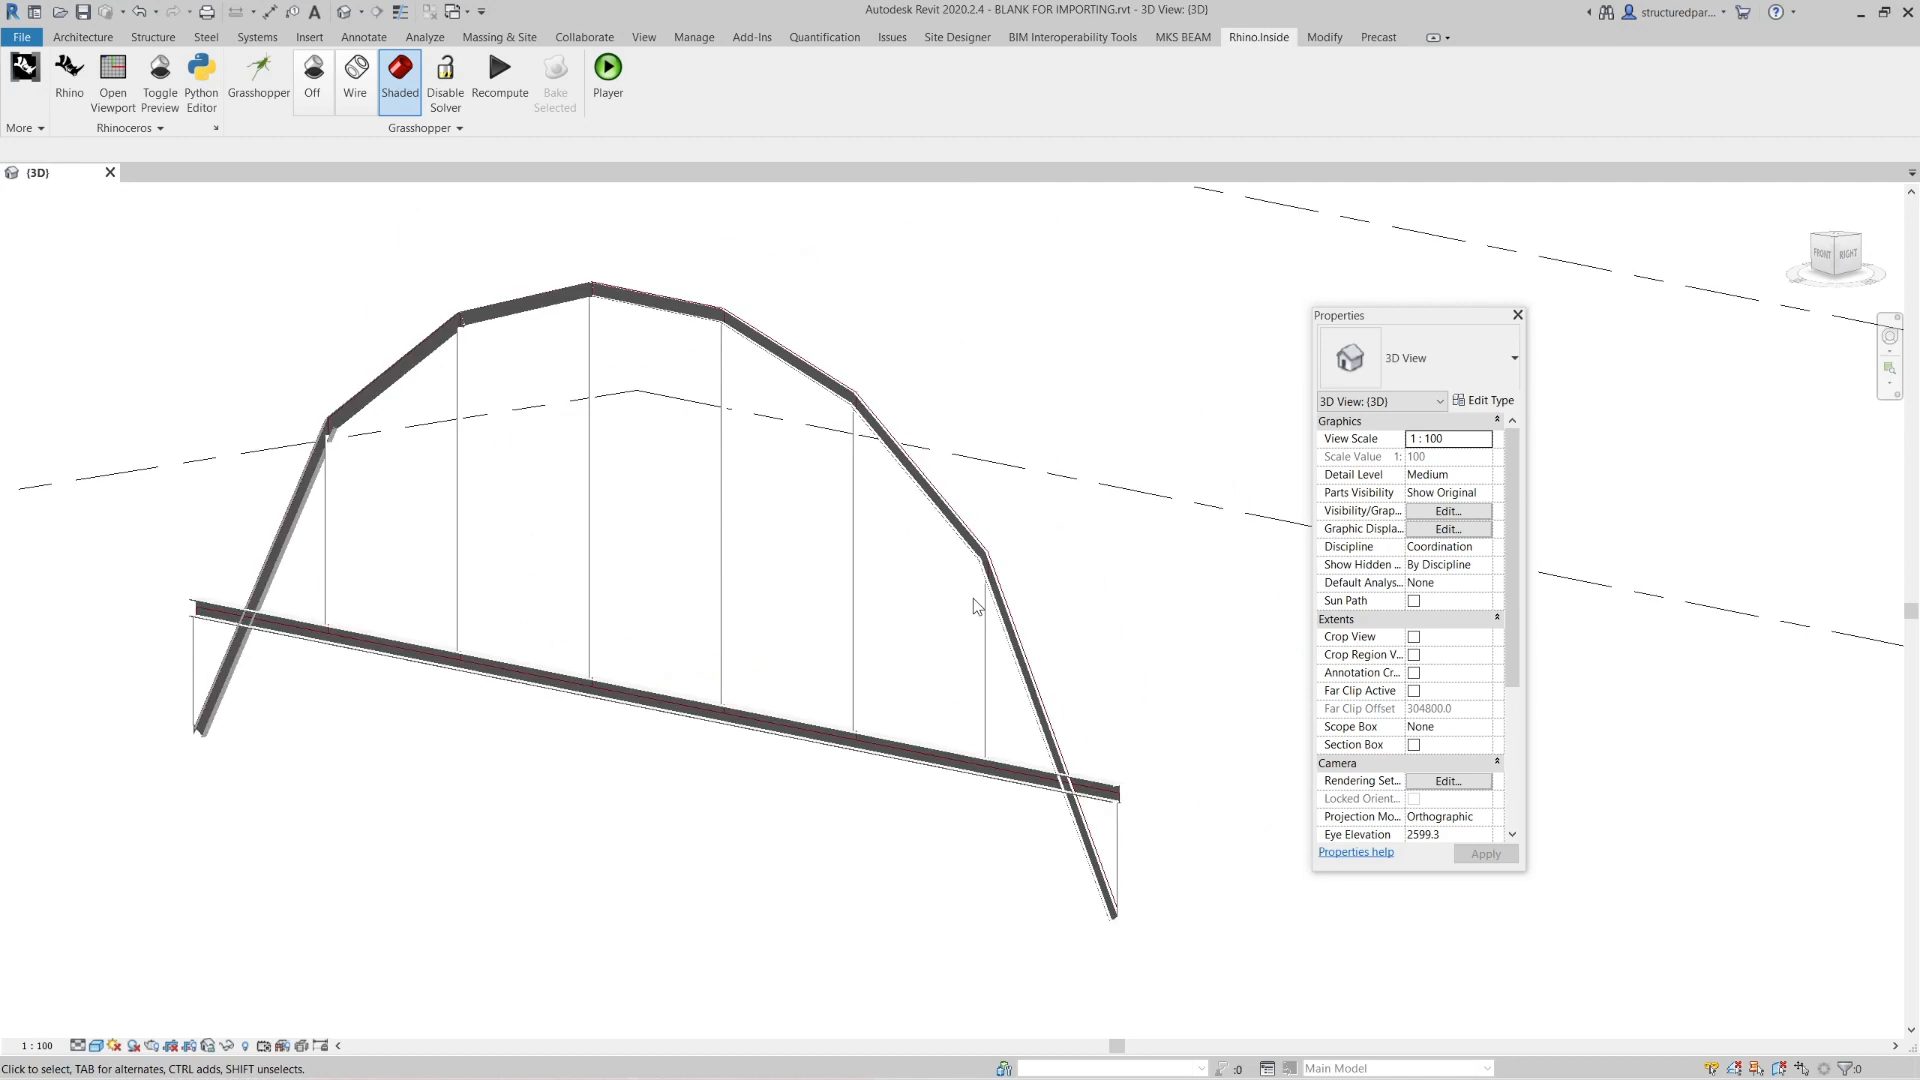 Autodesk Revit 2020.2.4 - BLANK FOR IMPORTING.rvt - 3D View: {3D}
structuredpar...
File Architecture Structure Steel Systems Insert Annotate Analyze Massing & Site Collaborate View Manage Add-Ins Quantification Issues Site Designer BIM Interoperability Tools MKS BEAM Rhino.Inside Modify Precast
Rhino
Open
Viewport
Toggle
Preview
Python
Editor
Grasshopper
Off
Wire
Shaded
Disable
Solver
Recompute
Bake
Selected
Player
More
Rhinoceros
Grasshopper
{3D}
FRONT RIGHT
Properties
3D View
3D View: {3D} Edit Type
Graphics
View Scale 1 : 100
Scale Value 1: 100
Detail Level Medium
Parts Visibility Show Original
Visibility/Grap... Edit...
Graphic Displa... Edit...
Discipline Coordination
Show Hidden ... By Discipline
Default Analys... None
Sun Path
Extents
Crop View
Crop Region V...
Annotation Cr...
Far Clip Active
Far Clip Offset 304800.0
Scope Box None
Section Box
Camera
Rendering Set... Edit...
Locked Orient...
Projection Mo... Orthographic
Eye Elevation 2599.3
Properties help Apply
1 : 100
Click to select, TAB for alternates, CTRL adds, SHIFT unselects.
:0
Main Model
:0